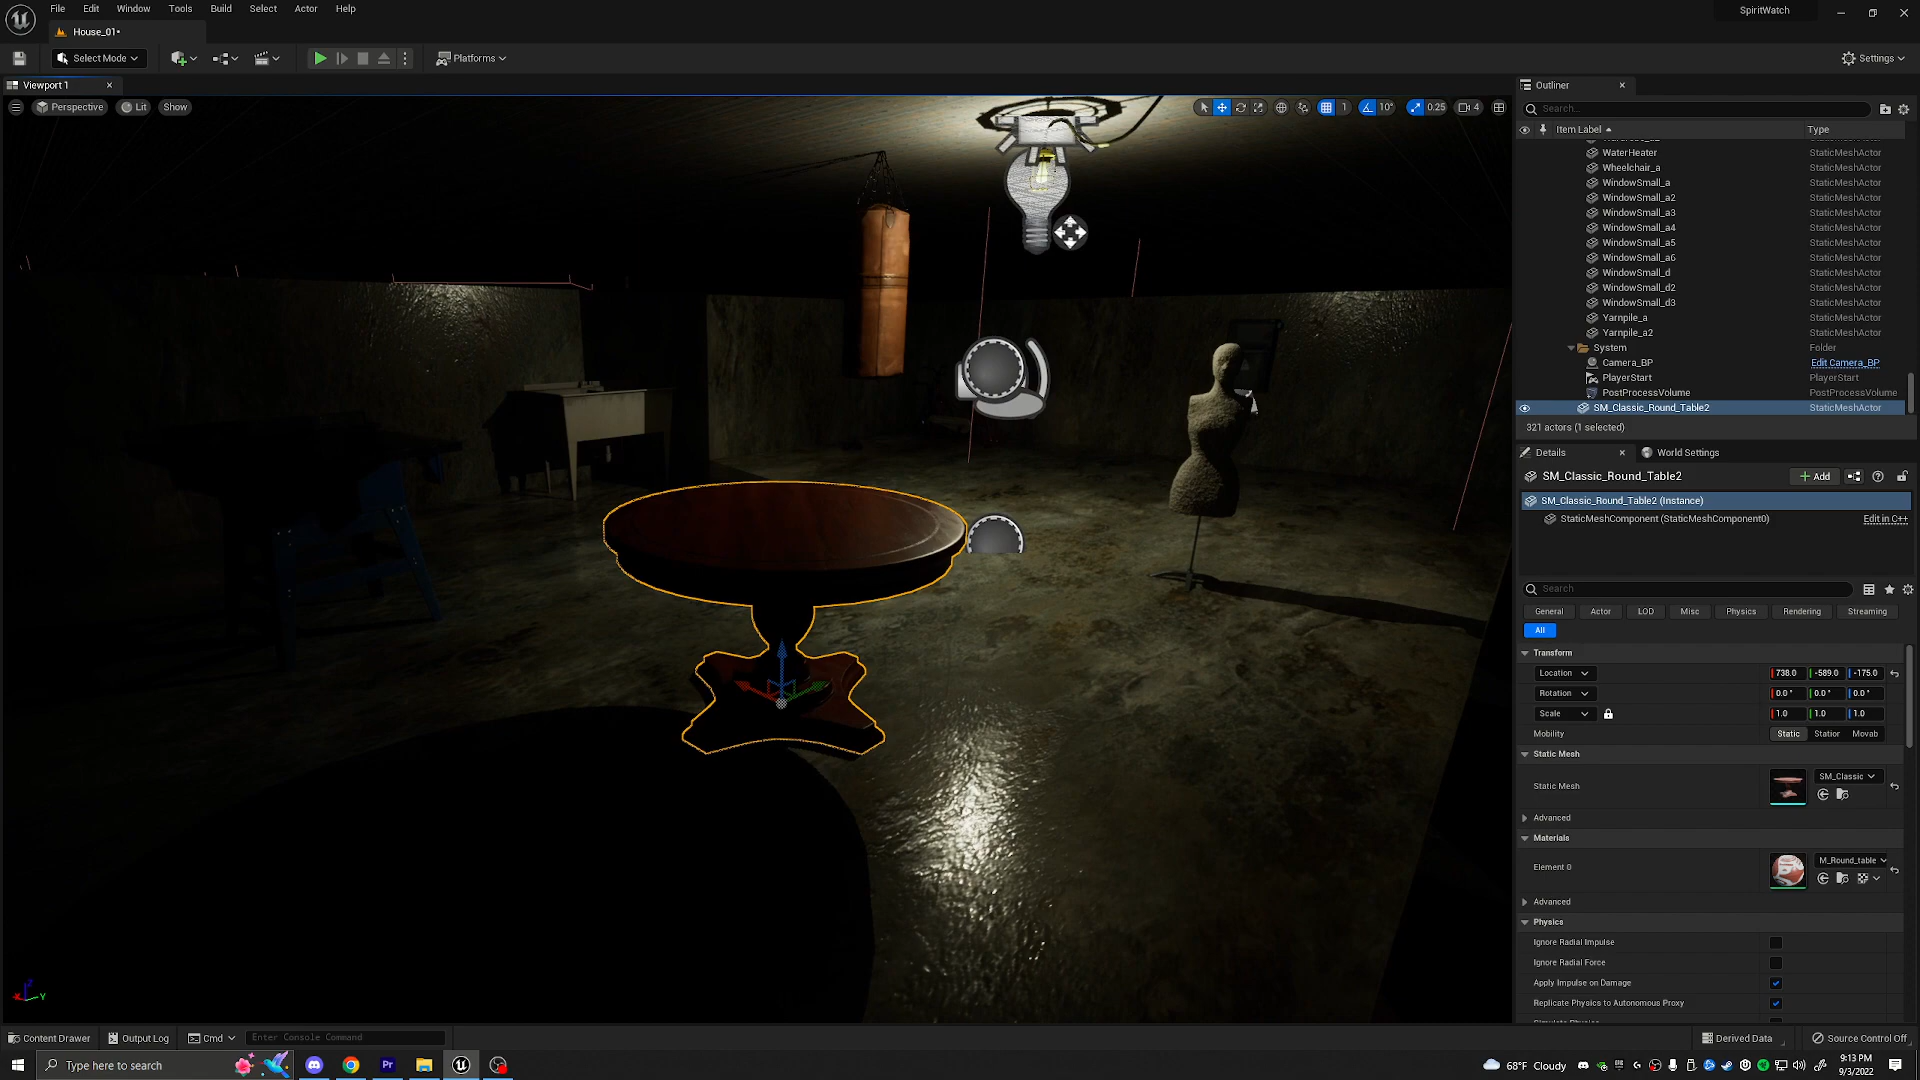 File Edit Window Tools Build Select Actor Help
SpiritWatch
House_01•
Select Mode
Platforms
Settings
Viewport 1
Perspective Lit Show
1 10° 0.25 4
Outliner
Search...
Item Label Type
WaterHeater StaticMeshActor
Wheelchair_a StaticMeshActor
WindowSmall_a StaticMeshActor
WindowSmall_a2 StaticMeshActor
WindowSmall_a3 StaticMeshActor
WindowSmall_a4 StaticMeshActor
WindowSmall_a5 StaticMeshActor
WindowSmall_a6 StaticMeshActor
WindowSmall_d StaticMeshActor
WindowSmall_d2 StaticMeshActor
WindowSmall_d3 StaticMeshActor
Yarnpile_a StaticMeshActor
Yarnpile_a2 StaticMeshActor
System Folder
Camera_BP Edit Camera_BP
PlayerStart PlayerStart
PostProcessVolume PostProcessVolume
SM_Classic_Round_Table2 StaticMeshActor
321 actors (1 selected)
Details World Settings
SM_Classic_Round_Table2 Add
SM_Classic_Round_Table2 (Instance)
StaticMeshComponent (StaticMeshComponent0) Edit in C++
Search
General Actor LOD Misc Physics Rendering Streaming
All
Transform
Location 738.0 -589.0 -175.0
Rotation 0.0 ° 0.0 ° 0.0 °
Scale 1.0 1.0 1.0
Mobility Static Station Movab
Static Mesh
Static Mesh SM_Classic
Advanced
Materials
Element 0 M_Round_table
Advanced
Physics
Ignore Radial Impulse
Ignore Radial Force
Apply Impulse on Damage
Replicate Physics to Autonomous Proxy
X Y Z
Content Drawer Output Log Cmd Enter Console Command
Derived Data Source Control Off
Type here to search
Pr
68°F Cloudy
9:13 PM
9/3/2022